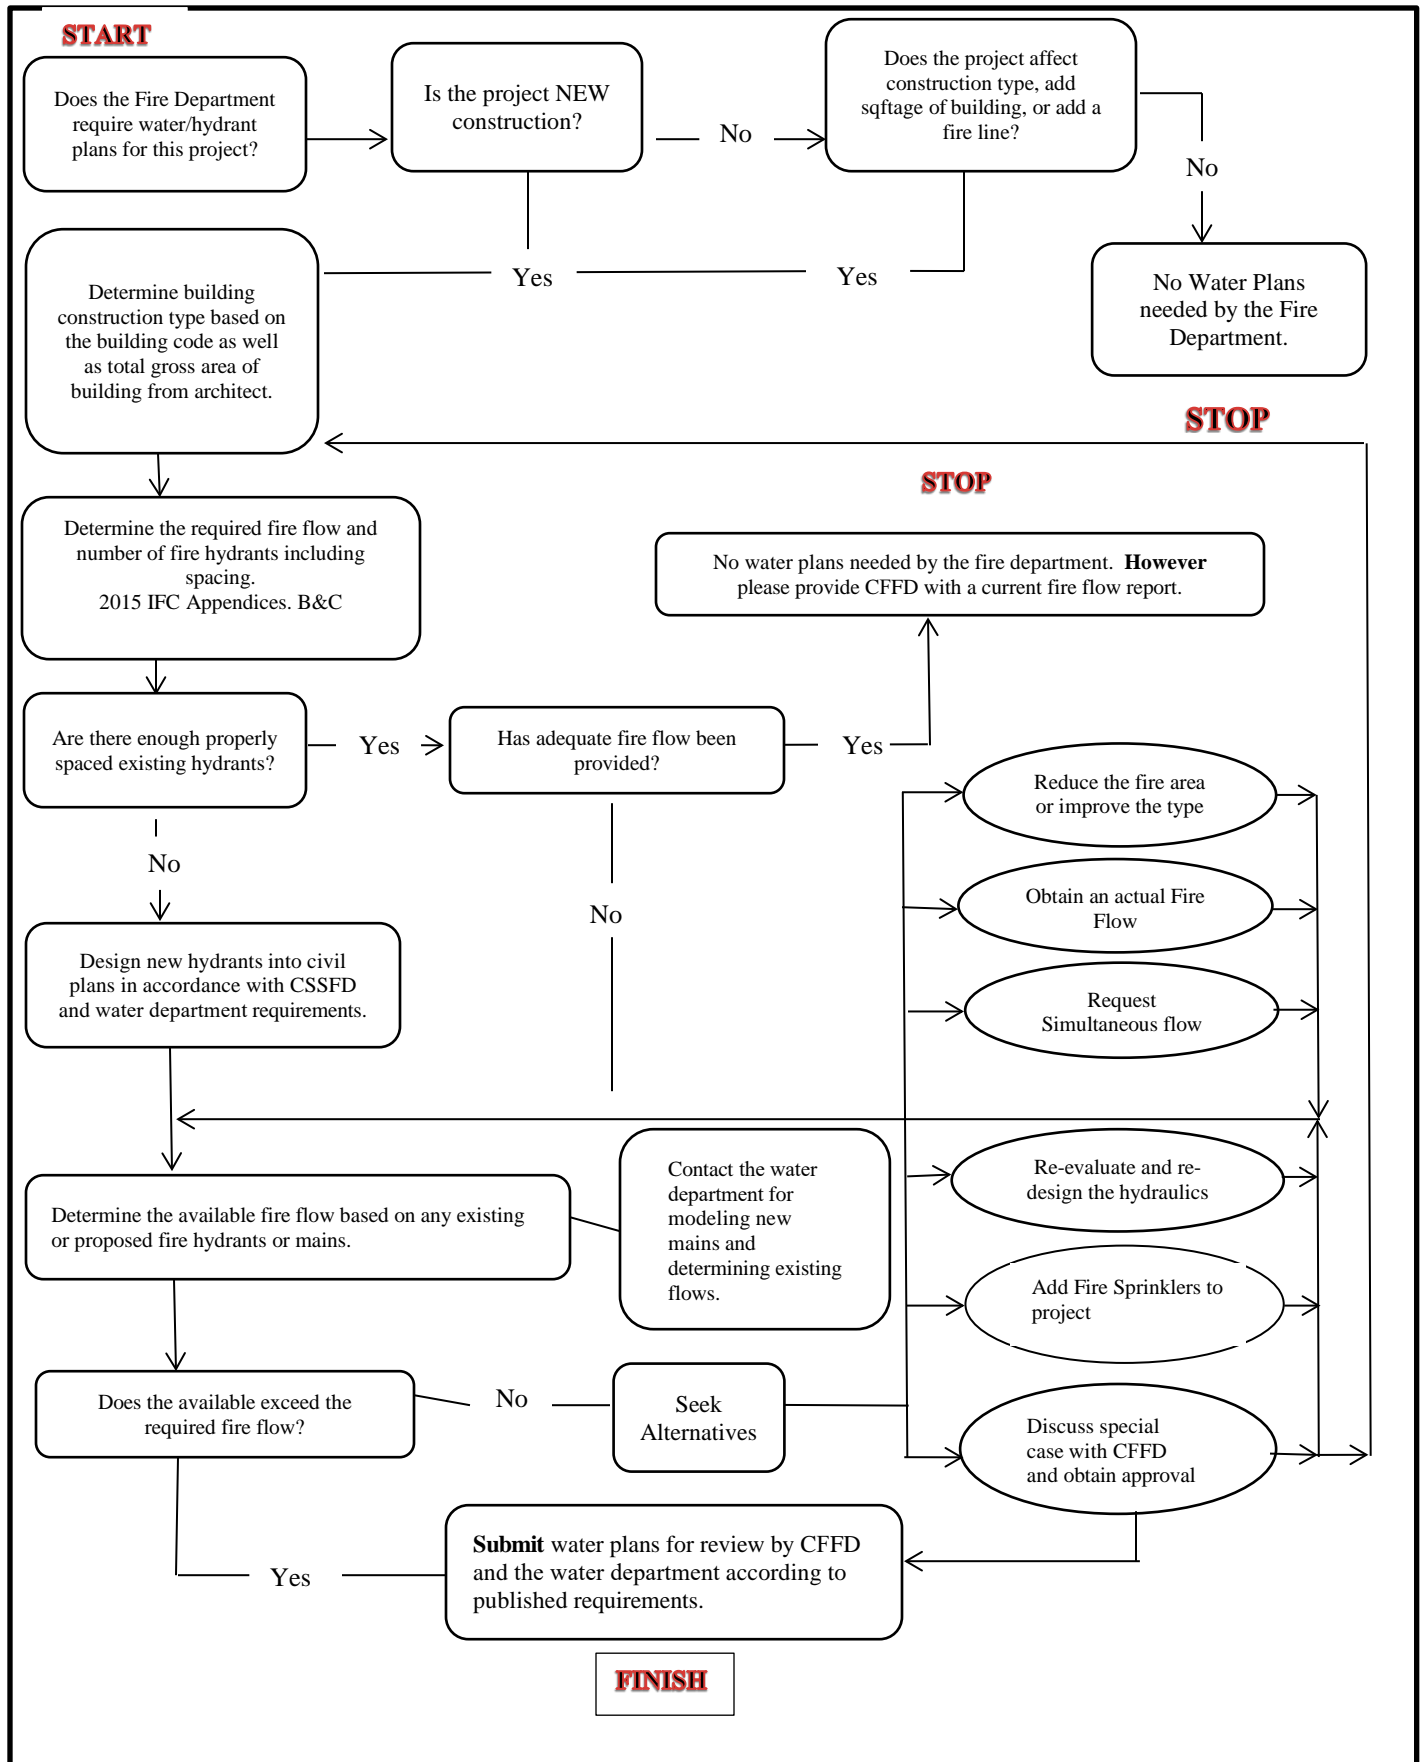 START
Does the Fire Department
require water/hydrant
plans for this project?
Is the project NEW
construction?
No
Does the project affect
construction type, add
sqftage of building, or add a
fire line?
No
Yes
Yes
No Water Plans
needed by the Fire
Department.
STOP
Determine building
construction type based on
the building code as well
as total gross area of
building from architect.
STOP
Determine the required fire flow and
number of fire hydrants including
spacing.
2015 IFC Appendices. B&C
No water plans needed by the fire department.  However
please provide CFFD with a current fire flow report.
Are there enough properly
spaced existing hydrants?
Yes
Has adequate fire flow been
provided?
Yes
No
No
Reduce the fire area
or improve the type
Obtain an actual Fire
Flow
Request
Simultaneous flow
Design new hydrants into civil
plans in accordance with CSSFD
and water department requirements.
Determine the available fire flow based on any existing
or proposed fire hydrants or mains.
Contact the water
department for
modeling new
mains and
determining existing
flows.
Re-evaluate and re-
design the hydraulics
Add Fire Sprinklers to
project
Does the available exceed the
required fire flow?
No
Seek
Alternatives
Discuss special
case with CFFD
and obtain approval
Yes
Submit water plans for review by CFFD
and the water department according to
published requirements.
FINISH